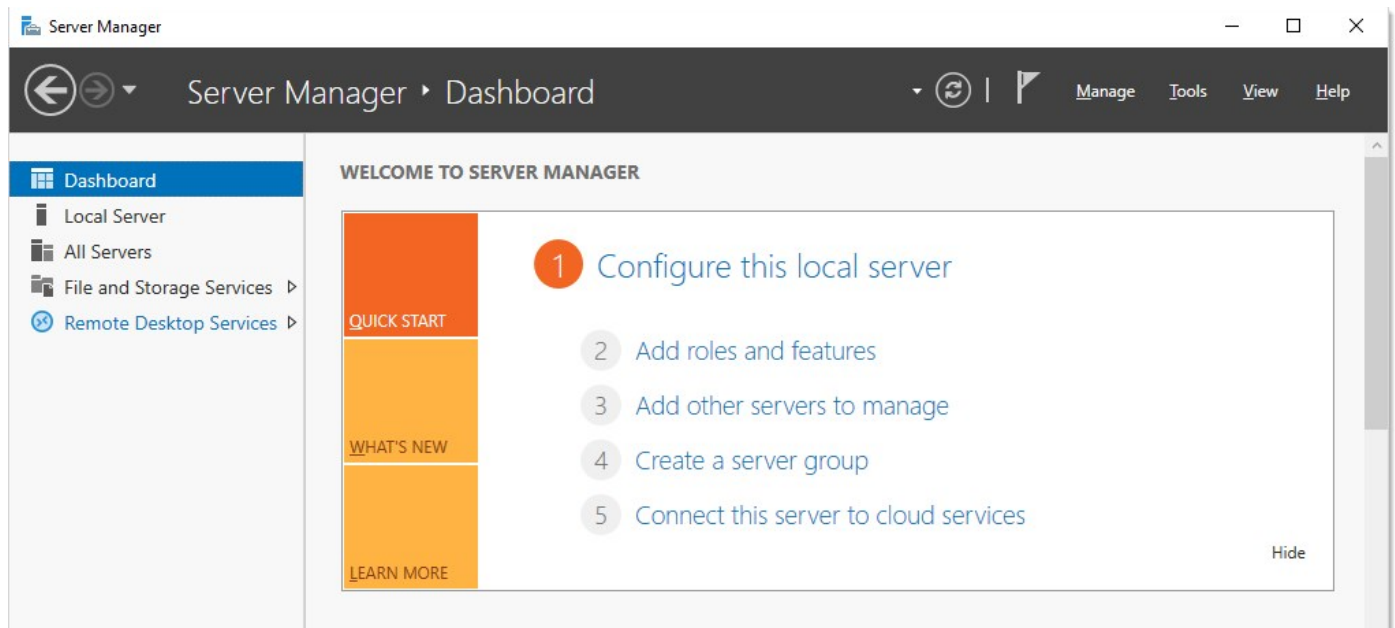 Server Manager
Server Manager ‣ Dashboard
Manage Tools View Help
Dashboard
Local Server
All Servers
File and Storage Services
Remote Desktop Services
WELCOME TO SERVER MANAGER
QUICK START
WHAT'S NEW
LEARN MORE
1 Configure this local server
2 Add roles and features
3 Add other servers to manage
4 Create a server group
5 Connect this server to cloud services
Hide